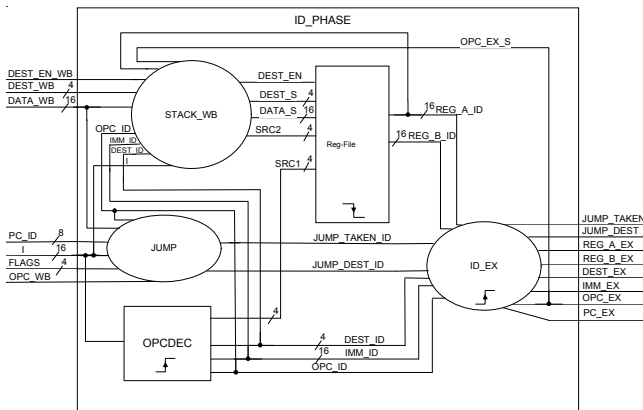 ID_PHASE
OPC_EX_S
DEST_EN_WB
DEST_WB
4
DATA_WB
16
STACK_WB
DEST_EN
DEST_S
4
DATA_S
16
SRC2
4
Reg-File
16
REG_A_ID
16
REG_B_ID
OPC_ID
IMM_ID
DEST_ID
I
SRC1
4
PC_ID
8
I
16
FLAGS
4
OPC_WB
JUMP
JUMP_TAKEN_ID
JUMP_DEST_ID
ID_EX
JUMP_TAKEN
JUMP_DEST
REG_A_EX
REG_B_EX
DEST_EX
IMM_EX
OPC_EX
PC_EX
OPCDEC
4
4
DEST_ID
16
IMM_ID
OPC_ID